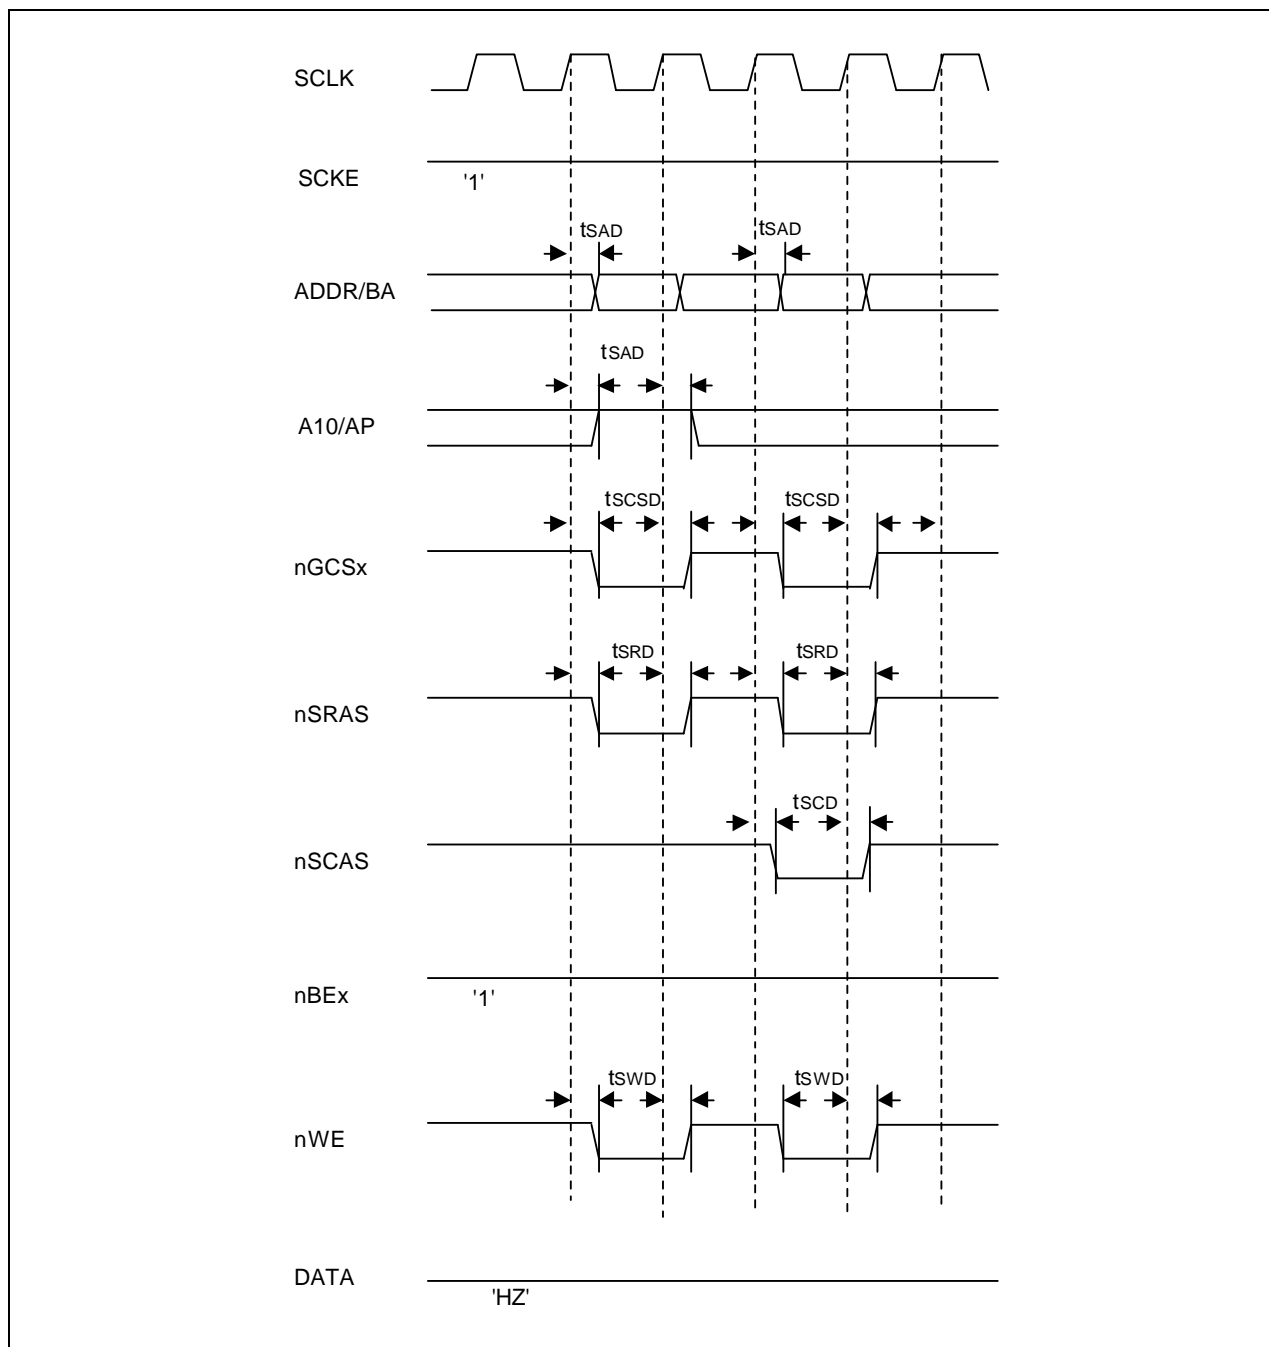 SCLK
SCKE
'1'
tSAD tSAD
ADDR/BA
tSAD
A10/AP
tSCSD tSCSD
nGCSx
tSRD tSRD
nSRAS
tSCD
nSCAS
nBEx
'1'
tSWD tSWD
nWE
DATA
'HZ'